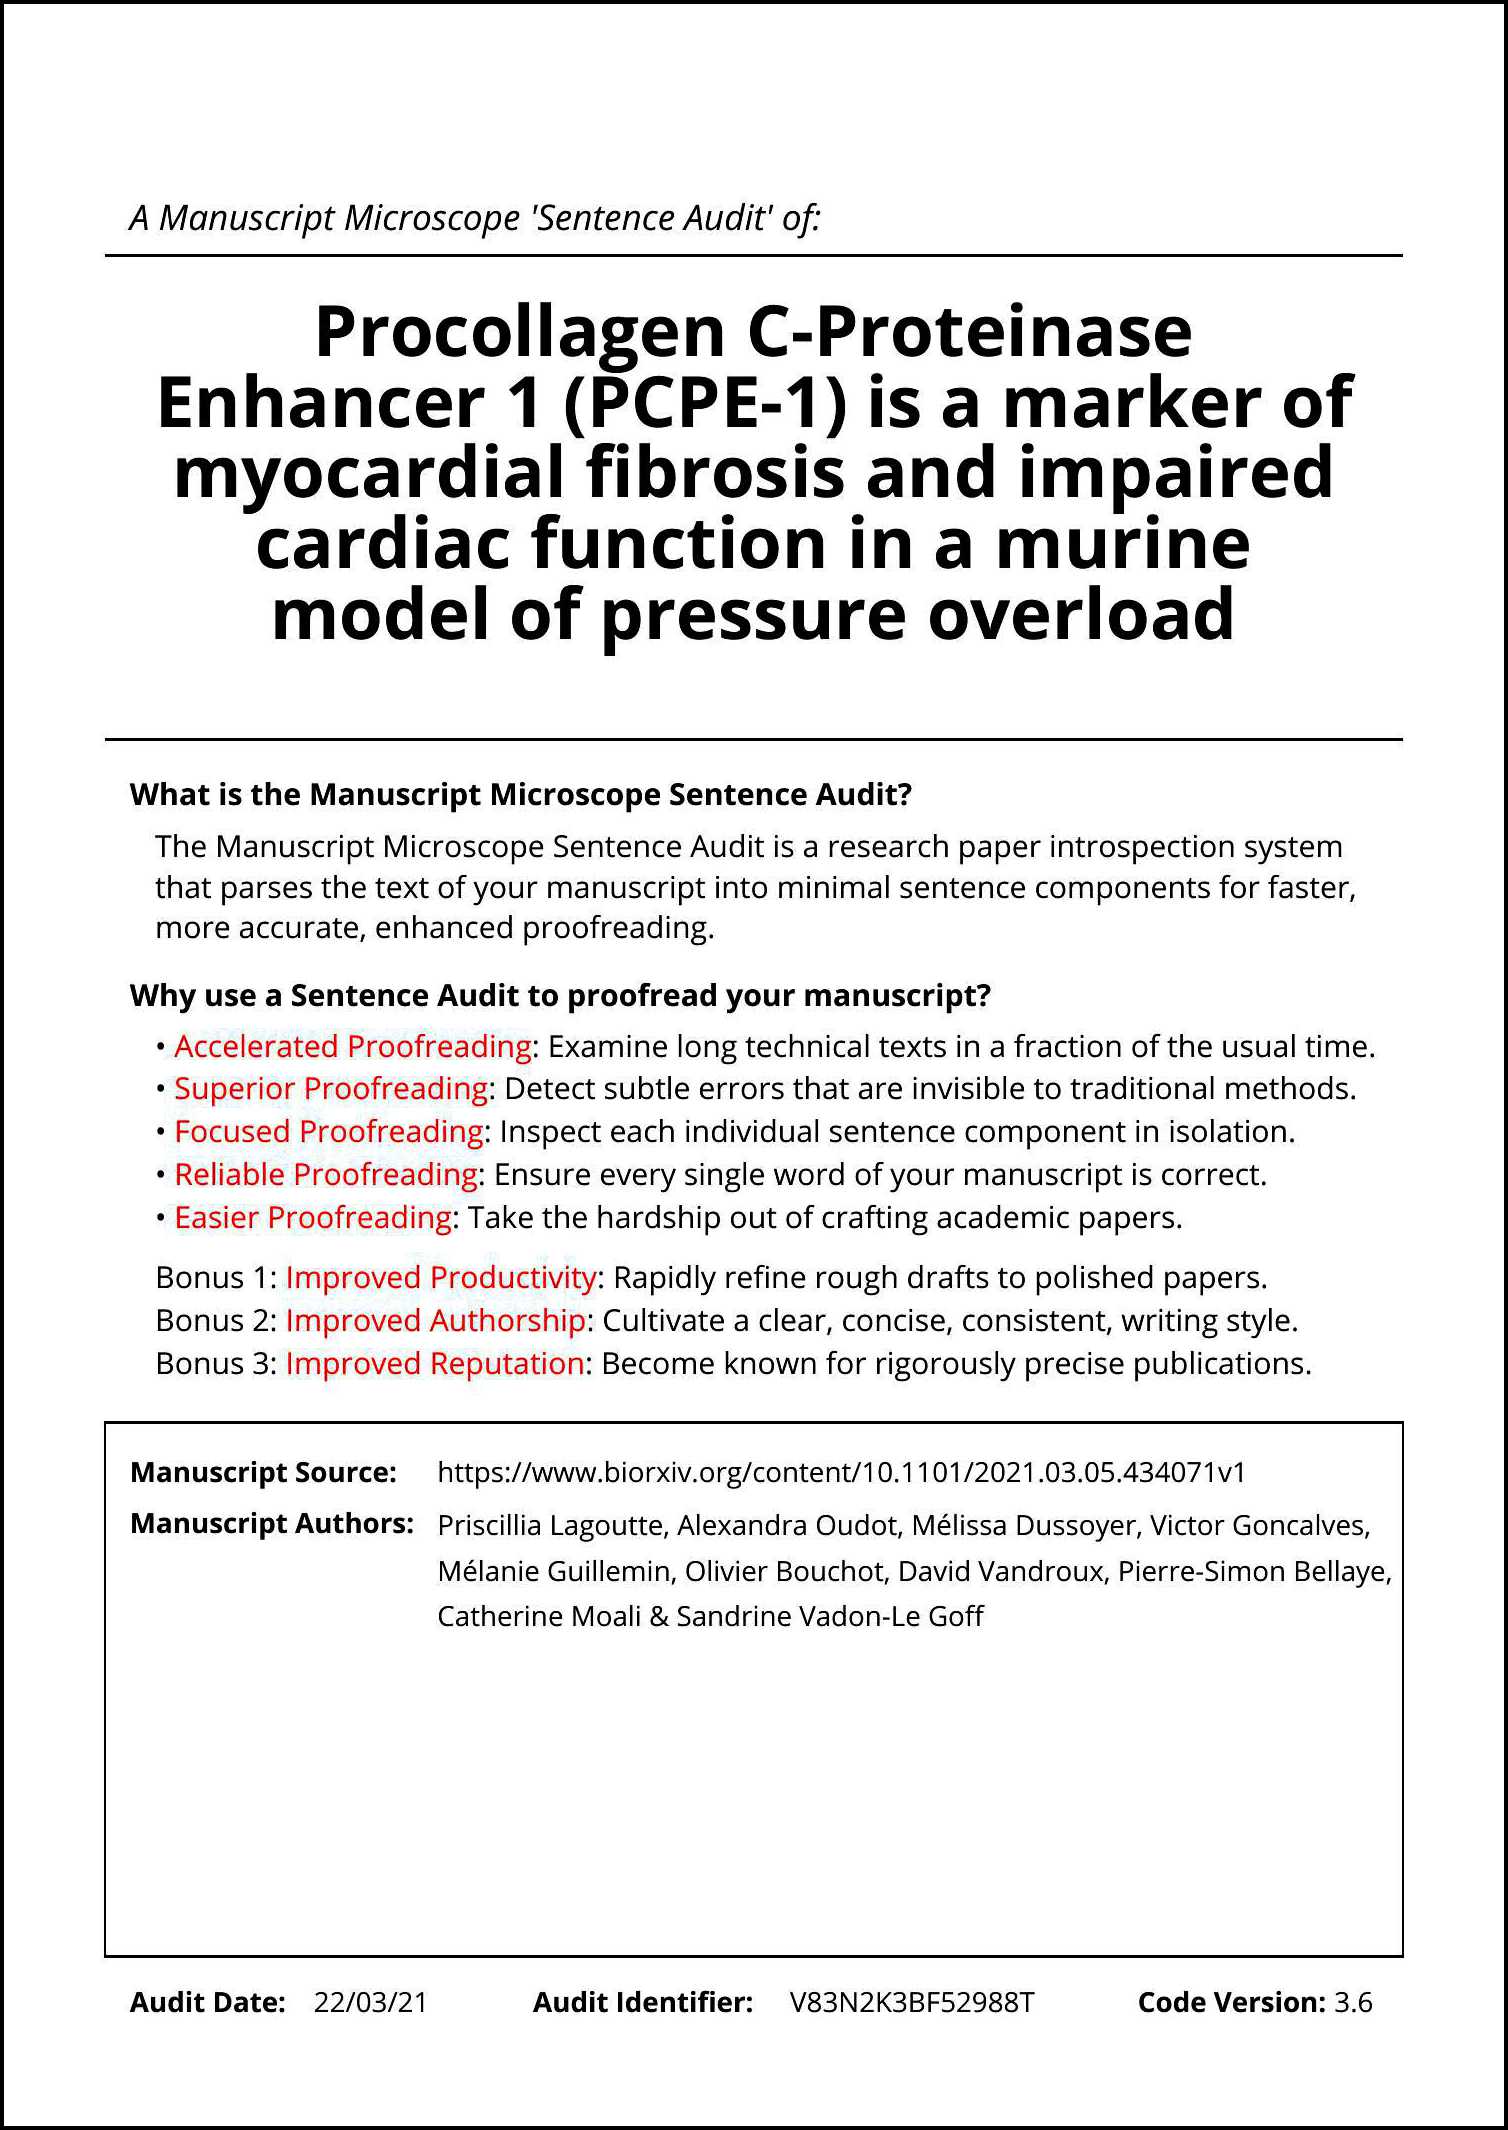 A Manuscript Microscope 'Sentence Audit' of:
Procollagen C-Proteinase
Enhancer 1 (PCPE-1) is a marker of
myocardial fibrosis and impaired
cardiac function in a murine
model of pressure overload
What is the Manuscript Microscope Sentence Audit?
The Manuscript Microscope Sentence Audit is a research paper introspection system
that parses the text of your manuscript into minimal sentence components for faster,
more accurate, enhanced proofreading.
Why use a Sentence Audit to proofread your manuscript?
• Accelerated Proofreading: Examine long technical texts in a fraction of the usual time.
• Superior Proofreading: Detect subtle errors that are invisible to traditional methods.
• Focused Proofreading: Inspect each individual sentence component in isolation.
• Reliable Proofreading: Ensure every single word of your manuscript is correct.
• Easier Proofreading: Take the hardship out of crafting academic papers.
Bonus 1: Improved Productivity: Rapidly refine rough drafts to polished papers.
Bonus 2: Improved Authorship: Cultivate a clear, concise, consistent, writing style.
Bonus 3: Improved Reputation: Become known for rigorously precise publications.
Manuscript Source: https://www.biorxiv.org/content/10.1101/2021.03.05.434071v1
Manuscript Authors: Priscillia Lagoutte, Alexandra Oudot, Mélissa Dussoyer, Victor Goncalves,
Mélanie Guillemin, Olivier Bouchot, David Vandroux, Pierre-Simon Bellaye,
Catherine Moali & Sandrine Vadon-Le Goff
Audit Date: 22/03/21 Audit Identifier: V83N2K3BF52988T Code Version: 3.6